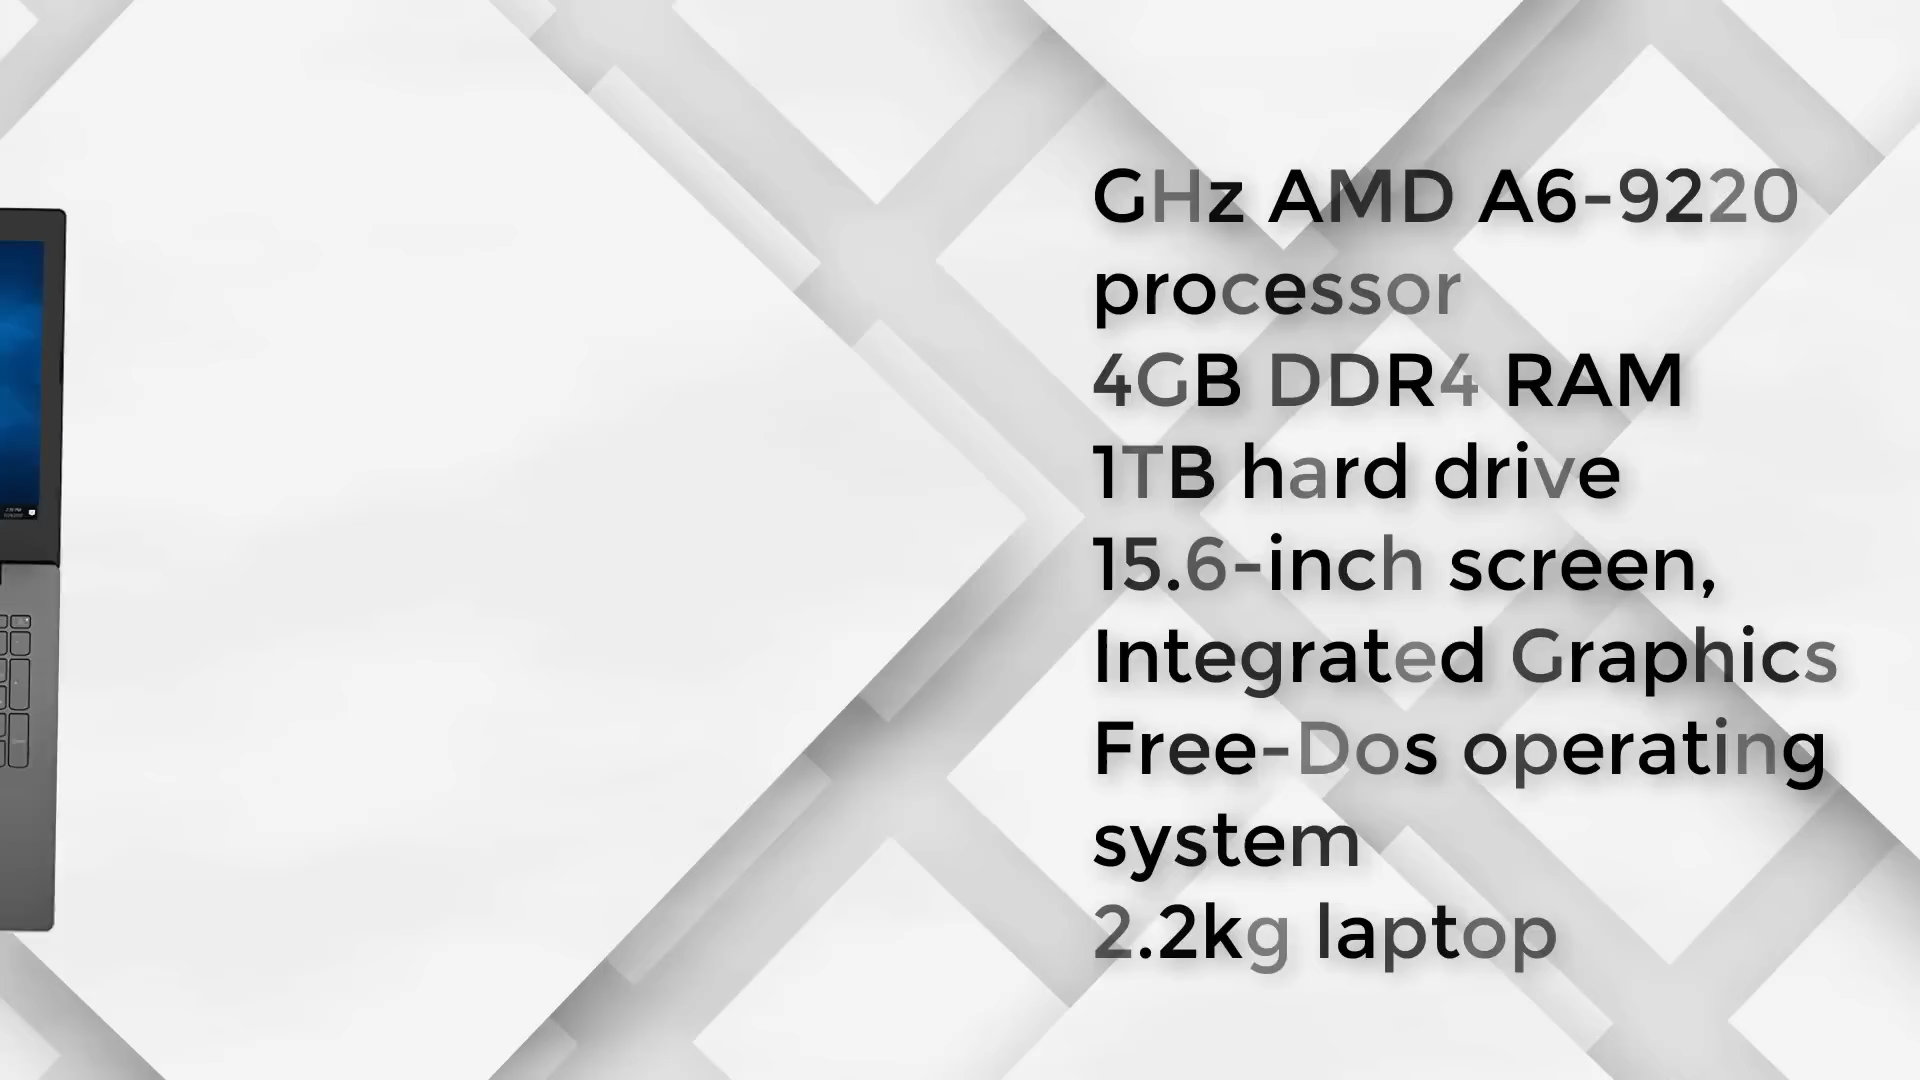 GHz AMD A6-9220
processor
4GB DDR4 RAM
1TB hard drive
15.6-inch screen,
Integrated Graphics
Free-Dos operating
system
2.2kg laptop